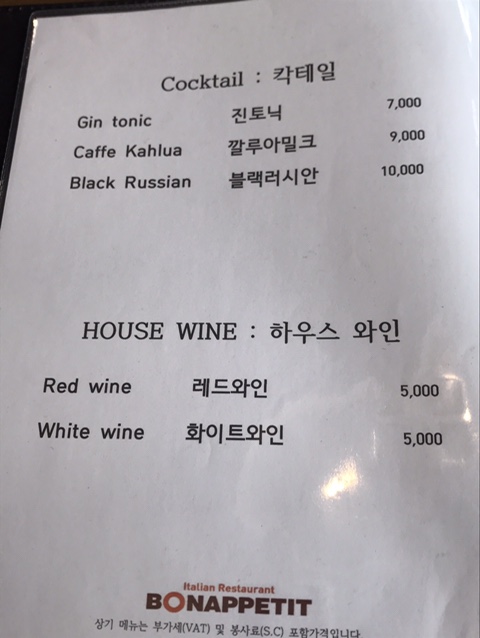 Cocktail : 칵테일
Gin tonic 진토닉 7,000
Caffe Kahlua 깔루아밀크 9,000
Black Russian 블랙러시안 10,000
HOUSE WINE : 하우스 와인
Red wine 레드와인 5,000
White wine 화이트와인 5,000
Italian Restaurant
BONAPPETIT
상기 메뉴는 부가세(VAT) 및 봉사료(S.C) 포함가격입니다